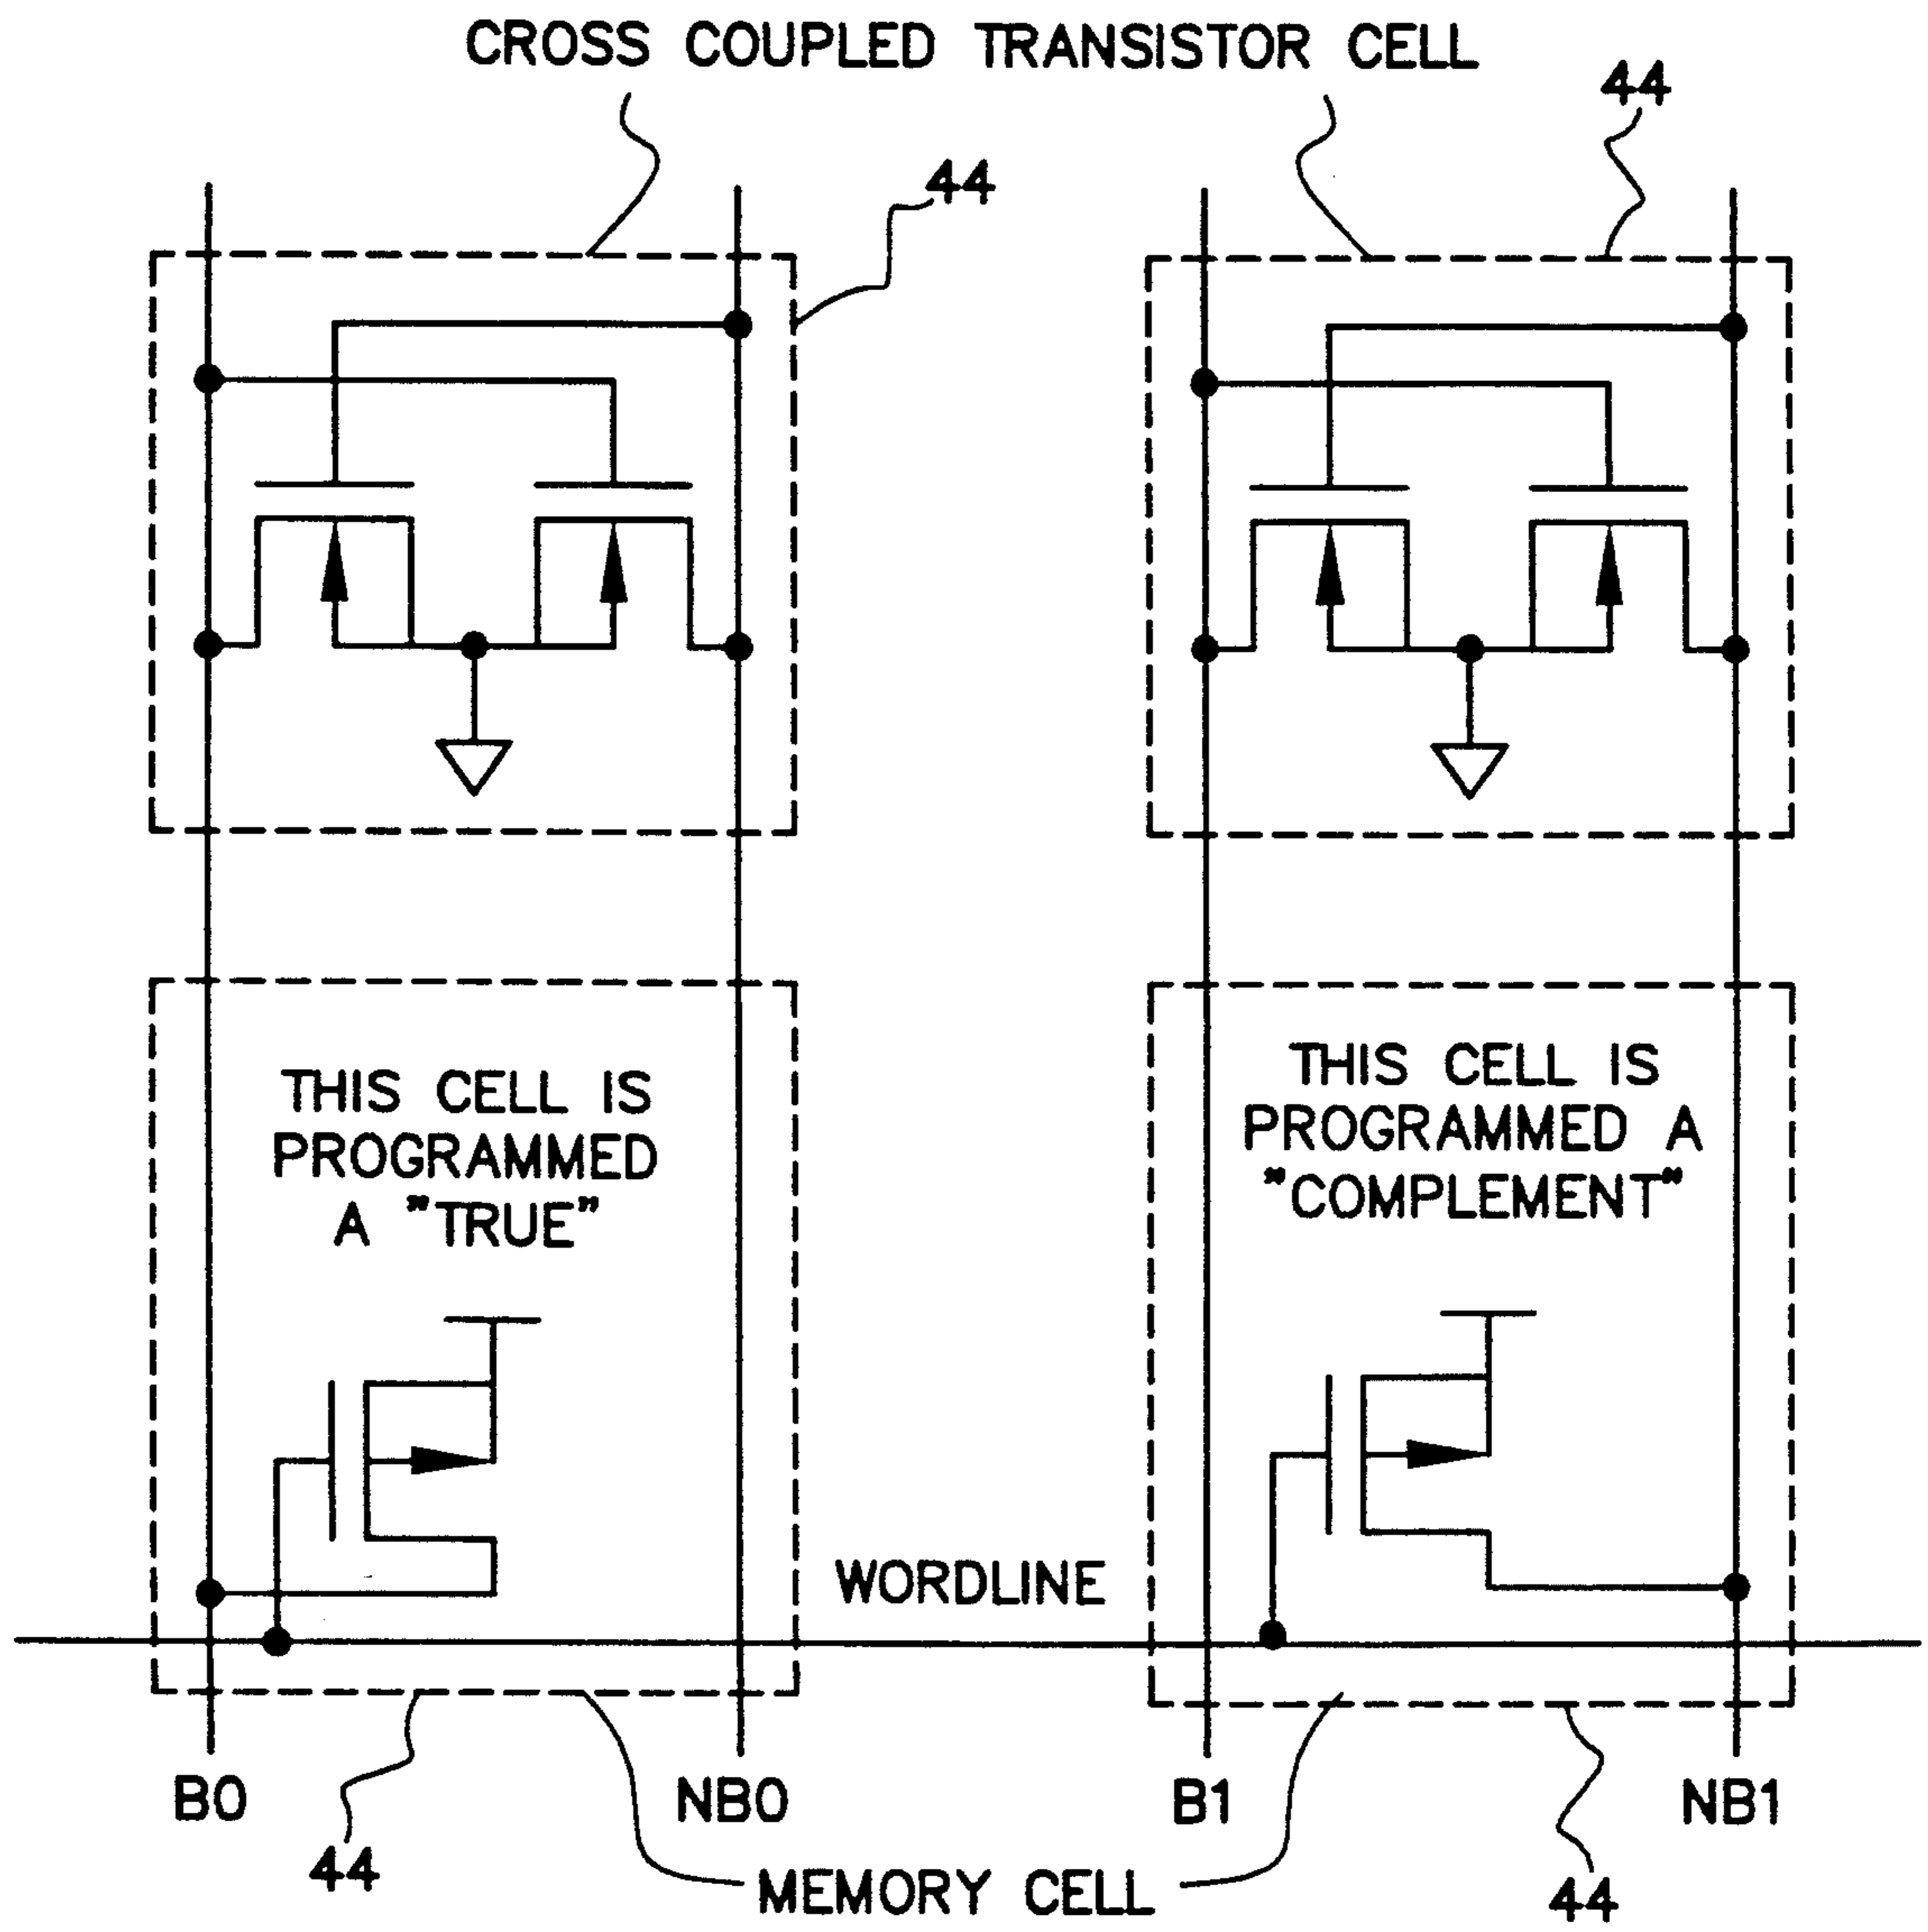 CROSS COUPLED TRANSISTOR CELL
44
44
THIS CELL IS
PROGRAMMED
A "TRUE"
THIS CELL IS
PROGRAMMED A
"COMPLEMENT"
WORDLINE
B0
NB0
B1
NB1
44
MEMORY CELL
44